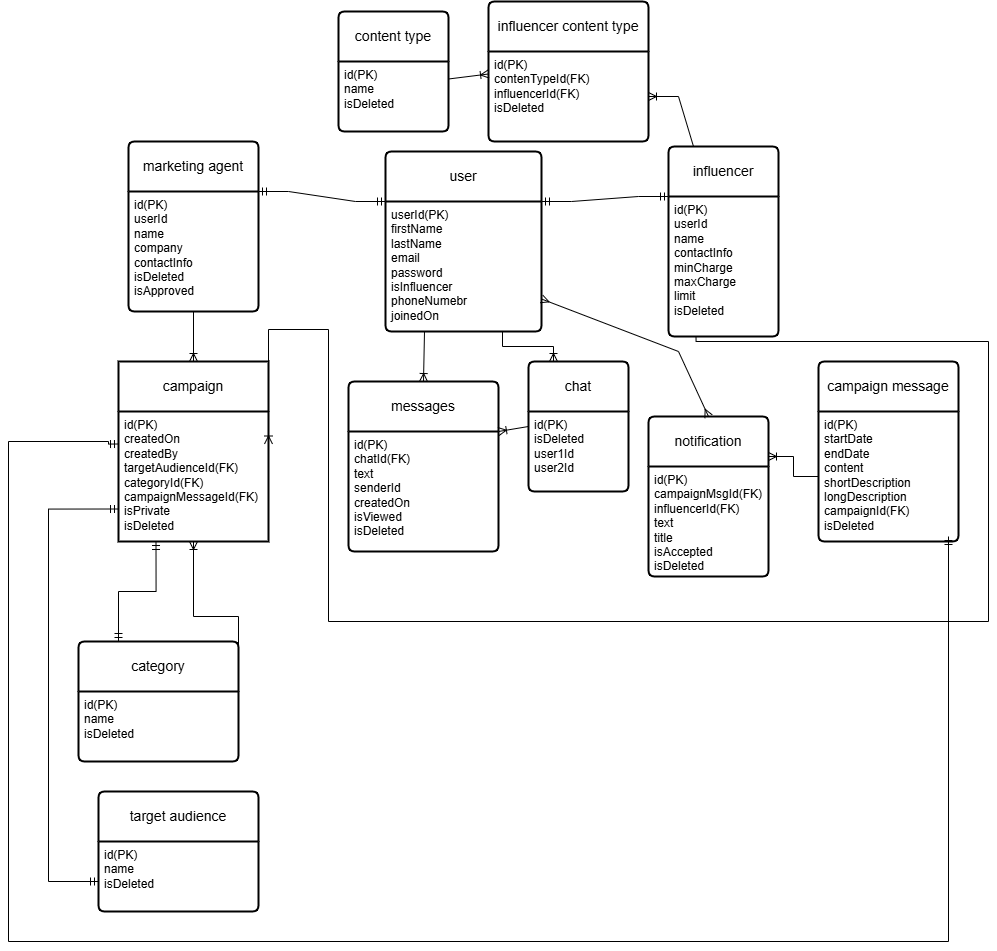 content type
id(PK)
name
isDeleted
influencer content type
id(PK)
contenTypeId(FK)
influencerId(FK)
isDeleted
marketing agent
id(PK)
userId
name
company
contactInfo
isDeleted
isApproved
user
userId(PK)
firstName
lastName
email
password
isInfluencer
phoneNumebr
joinedOn
influencer
id(PK)
userId
name
contactInfo
minCharge
maxCharge
limit
isDeleted
campaign
id(PK)
createdOn
createdBy
targetAudienceId(FK)
categoryId(FK)
campaignMessageId(FK)
isPrivate
isDeleted
messages
id(PK)
chatId(FK)
text
senderId
createdOn
isViewed
isDeleted
chat
id(PK)
isDeleted
user1Id
user2Id
notification
id(PK)
campaignMsgId(FK)
influencerId(FK)
text
title
isAccepted
isDeleted
campaign message
id(PK)
startDate
endDate
content
shortDescription
longDescription
campaignId(FK)
isDeleted
category
id(PK)
name
isDeleted
target audience
id(PK)
name
isDeleted